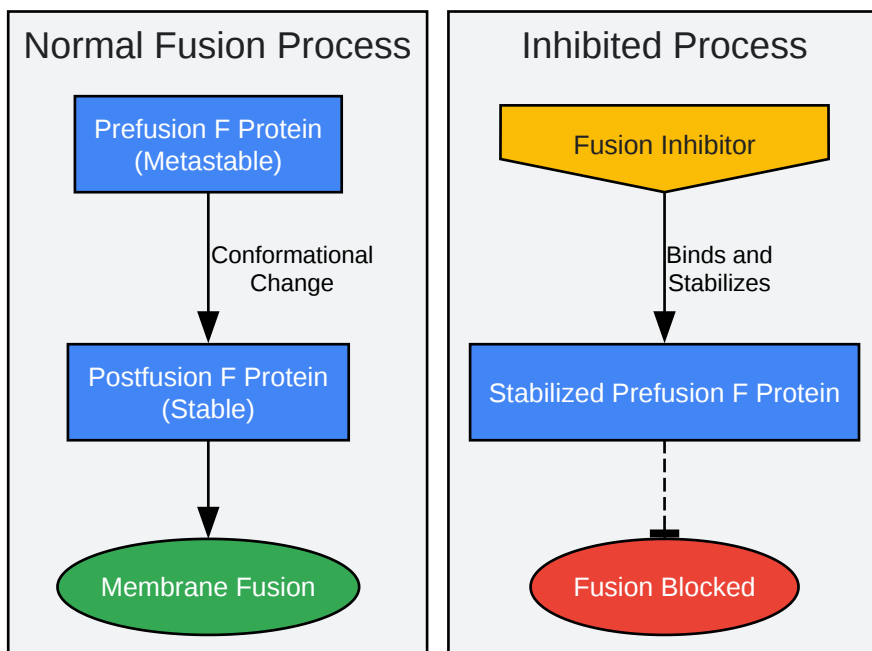 Normal Fusion Process
Prefusion F Protein
(Metastable)
Conformational
Change
Postfusion F Protein
(Stable)
Membrane Fusion
Inhibited Process
Fusion Inhibitor
Binds and
Stabilizes
Stabilized Prefusion F Protein
Fusion Blocked